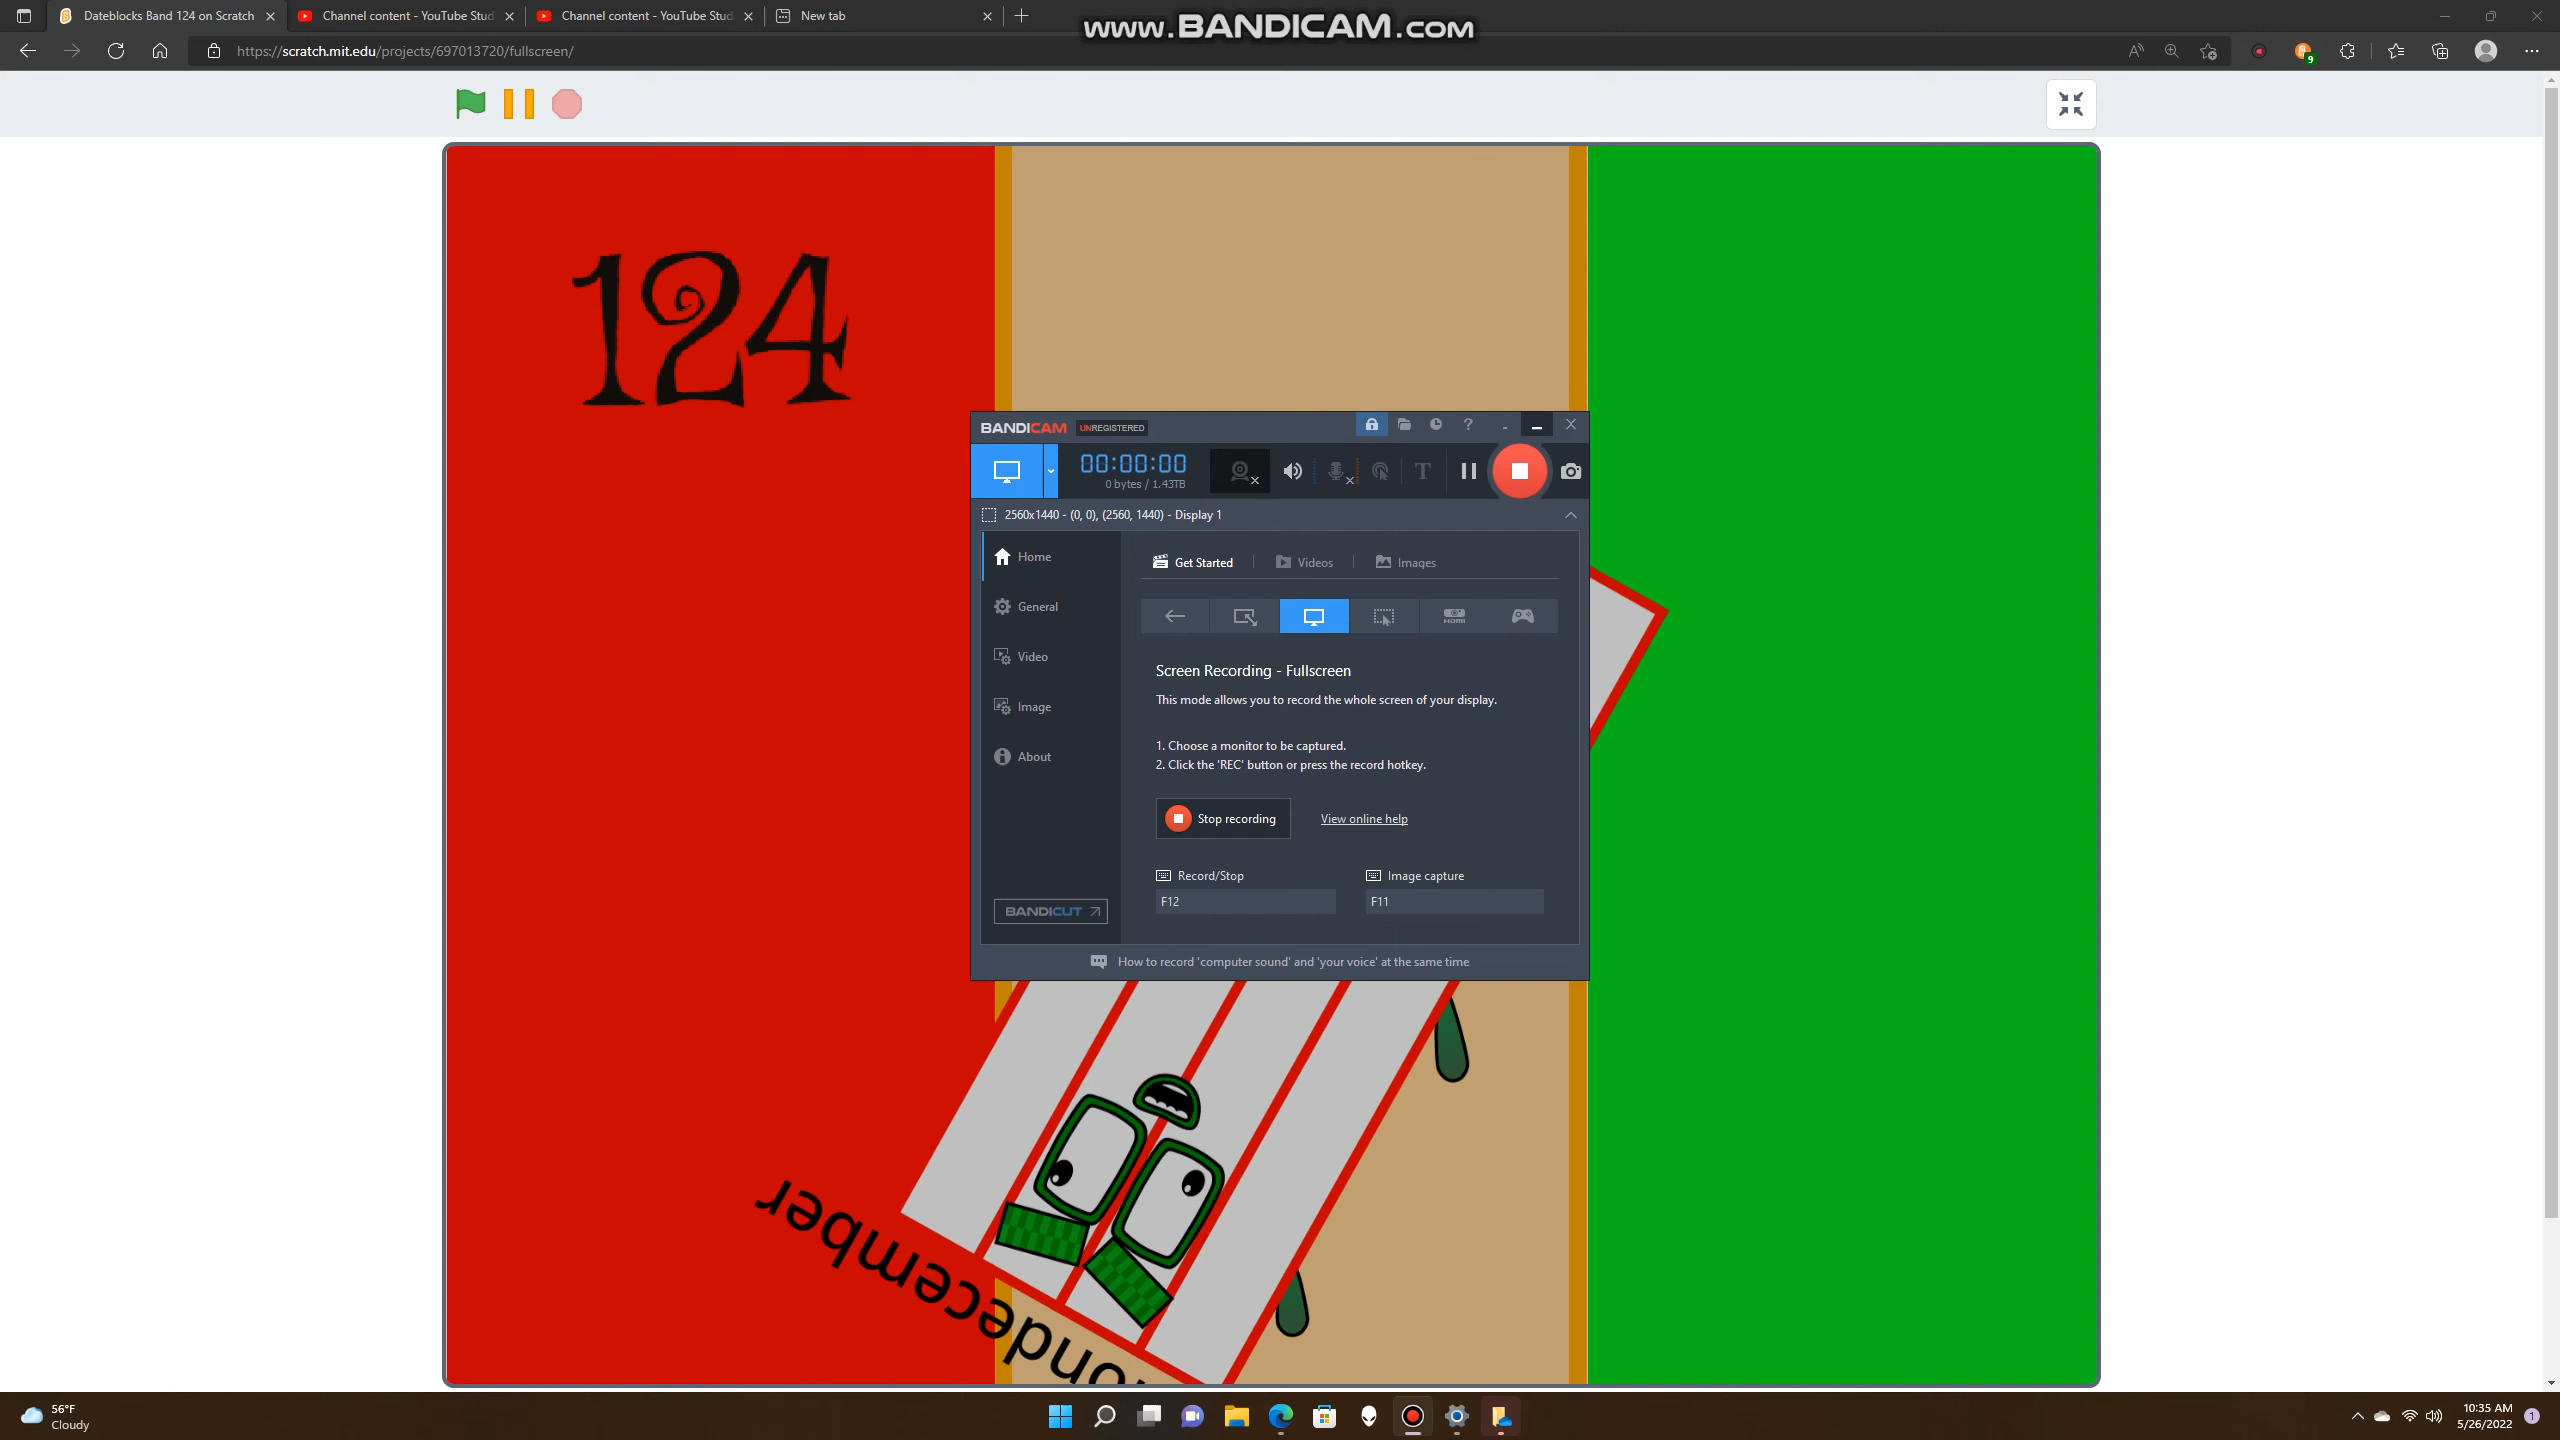 Dateblocks Band 124 on Scratch
Channel content - YouTube Stud
Channel content - YouTube Stud
New tab
www.BANDICAM.com
https://scratch.mit.edu/projects/697013720/fullscreen/
9
124
BANDICAM UNREGISTERED
00:00:00
0 bytes / 1.43TB
2560x1440 - (0, 0), (2560, 1440) - Display 1
Home
General
Video
Image
About
BANDICUT
Get Started
Videos
Images
HDMI
Screen Recording - Fullscreen
This mode allows you to record the whole screen of your display.
1. Choose a monitor to be captured.
2. Click the 'REC' button or press the record hotkey.
Stop recording
View online help
Record/Stop
Image capture
F12
F11
How to record 'computer sound' and 'your voice' at the same time
ondecember
56°F
Cloudy
10:35 AM
5/26/2022
1